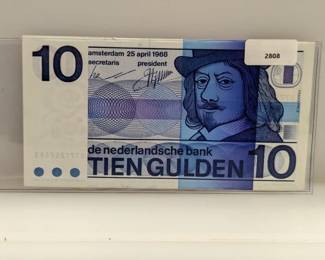 10
amsterdam 25 april 1968
secretaris president
2808
de nederlandsche bank
TIEN GULDEN 10